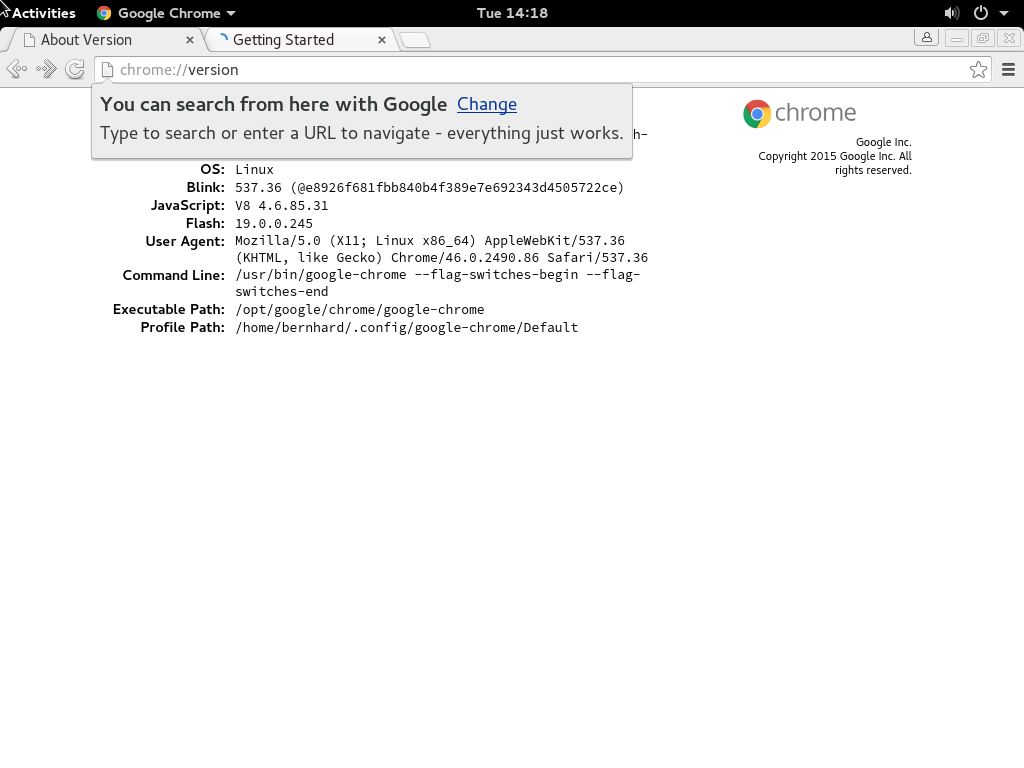 Activities Google Chrome Tue 14:18
About Version Getting Started
chrome://version
You can search from here with Google Change
Type to search or enter a URL to navigate - everything just works.
h-
chrome
Google Inc.
Copyright 2015 Google Inc. All
rights reserved.
OS: Linux
Blink: 537.36 (@e8926f681fbb840b4f389e7e692343d4505722ce)
JavaScript: V8 4.6.85.31
Flash: 19.0.0.245
User Agent: Mozilla/5.0 (X11; Linux x86_64) AppleWebKit/537.36
(KHTML, like Gecko) Chrome/46.0.2490.86 Safari/537.36
Command Line: /usr/bin/google-chrome --flag-switches-begin --flag-
switches-end
Executable Path: /opt/google/chrome/google-chrome
Profile Path: /home/bernhard/.config/google-chrome/Default